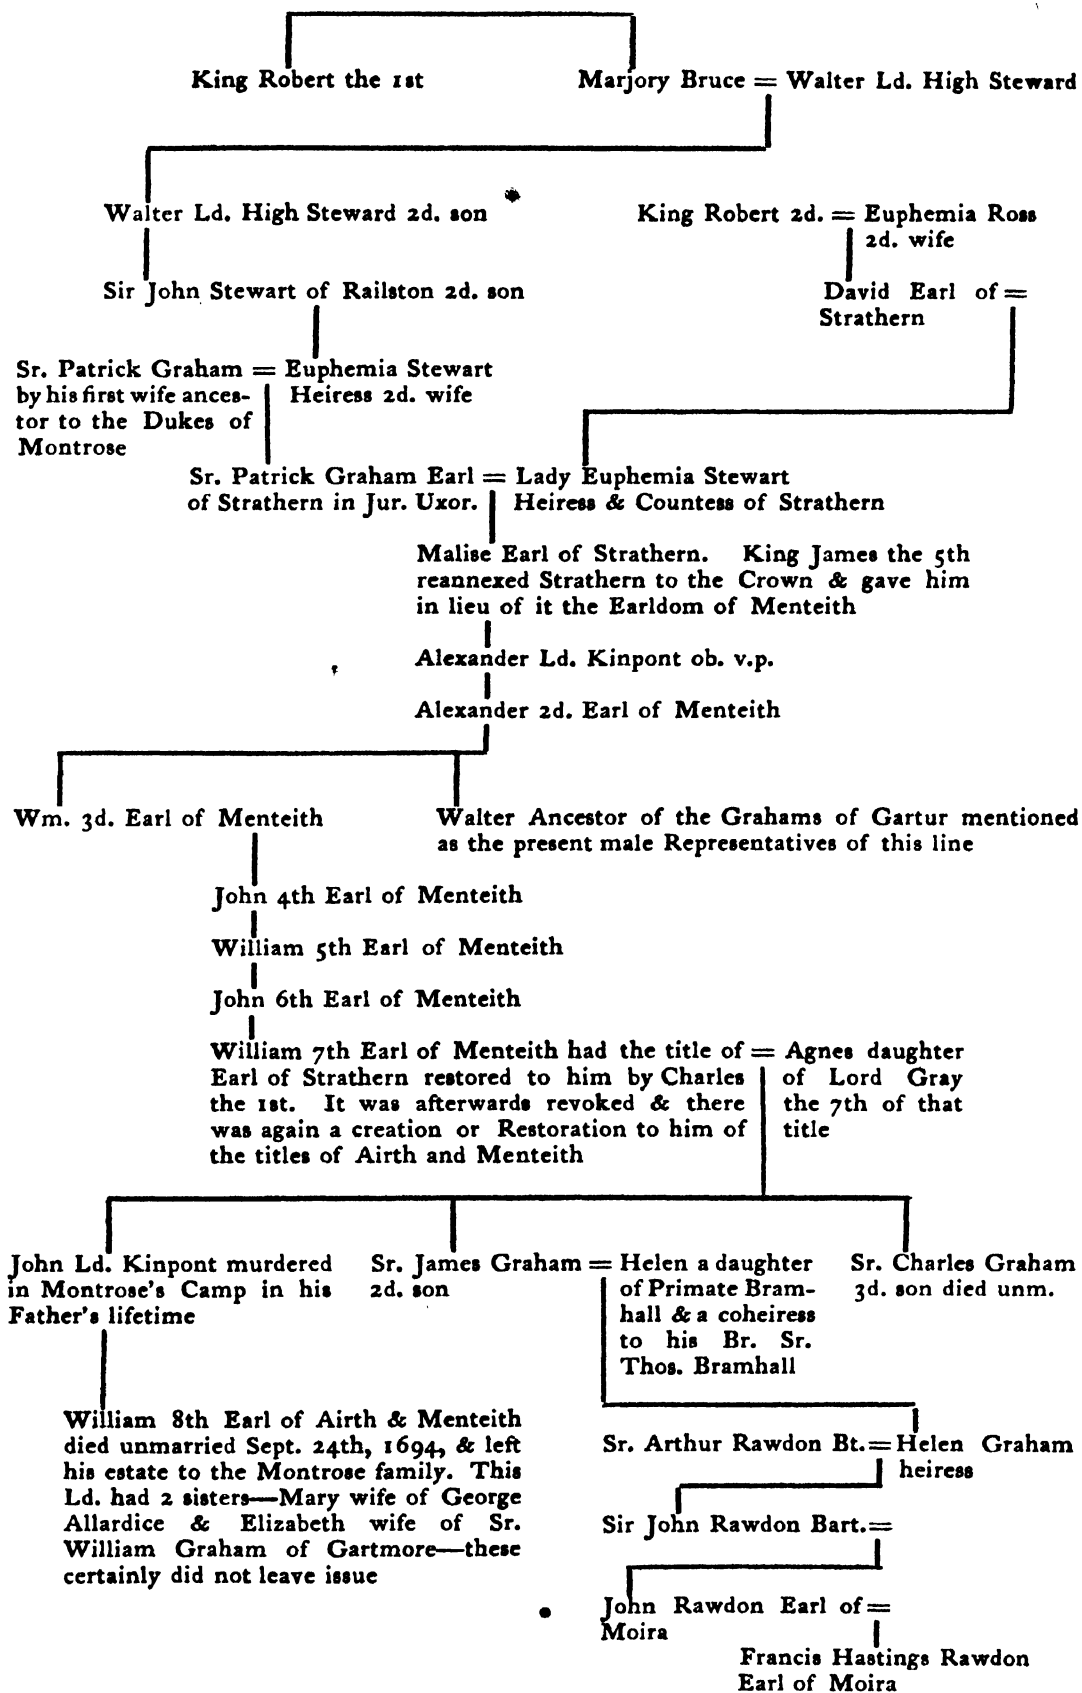 King Robert the 1st
Marjory Bruce = Walter Ld. High Steward
Walter Ld. High Steward 2d. son
King Robert 2d. = Euphemia Ross
2d. wife
Sir John Stewart of Railston 2d. son
David Earl of =
Strathern
Sr. Patrick Graham = Euphemia Stewart
by his first wife ances-
tor to the Dukes of
Montrose
Heiress 2d. wife
Sr. Patrick Graham Earl = Lady Euphemia Stewart
of Strathern in Jur. Uxor.
Heiress & Countess of Strathern
Malise Earl of Strathern. King James the 5th
reannexed Strathern to the Crown & gave him
in lieu of it the Earldom of Menteith
Alexander Ld. Kinpont ob. v.p.
Alexander 2d. Earl of Menteith
Wm. 3d. Earl of Menteith
Walter Ancestor of the Grahams of Gartur mentioned
as the present male Representatives of this line
John 4th Earl of Menteith
William 5th Earl of Menteith
John 6th Earl of Menteith
William 7th Earl of Menteith had the title of =
Earl of Strathern restored to him by Charles
the 1st. It was afterwards revoked & there
was again a creation or Restoration to him of
the titles of Airth and Menteith
Agnes daughter
of Lord Gray
the 7th of that
title
John Ld. Kinpont murdered
in Montrose's Camp in his
Father's lifetime
Sr. James Graham =
2d. son
Helen a daughter
of Primate Bram-
hall & a coheiress
to his Br. Sr.
Thos. Bramhall
Sr. Charles Graham
3d. son died unm.
William 8th Earl of Airth & Menteith
died unmarried Sept. 24th, 1694, & left
his estate to the Montrose family. This
Ld. had 2 sisters—Mary wife of George
Allardice & Elizabeth wife of Sr.
William Graham of Gartmore—these
certainly did not leave issue
Sr. Arthur Rawdon Bt. = Helen Graham
heiress
Sir John Rawdon Bart. =
John Rawdon Earl of =
Moira
Francis Hastings Rawdon
Earl of Moira